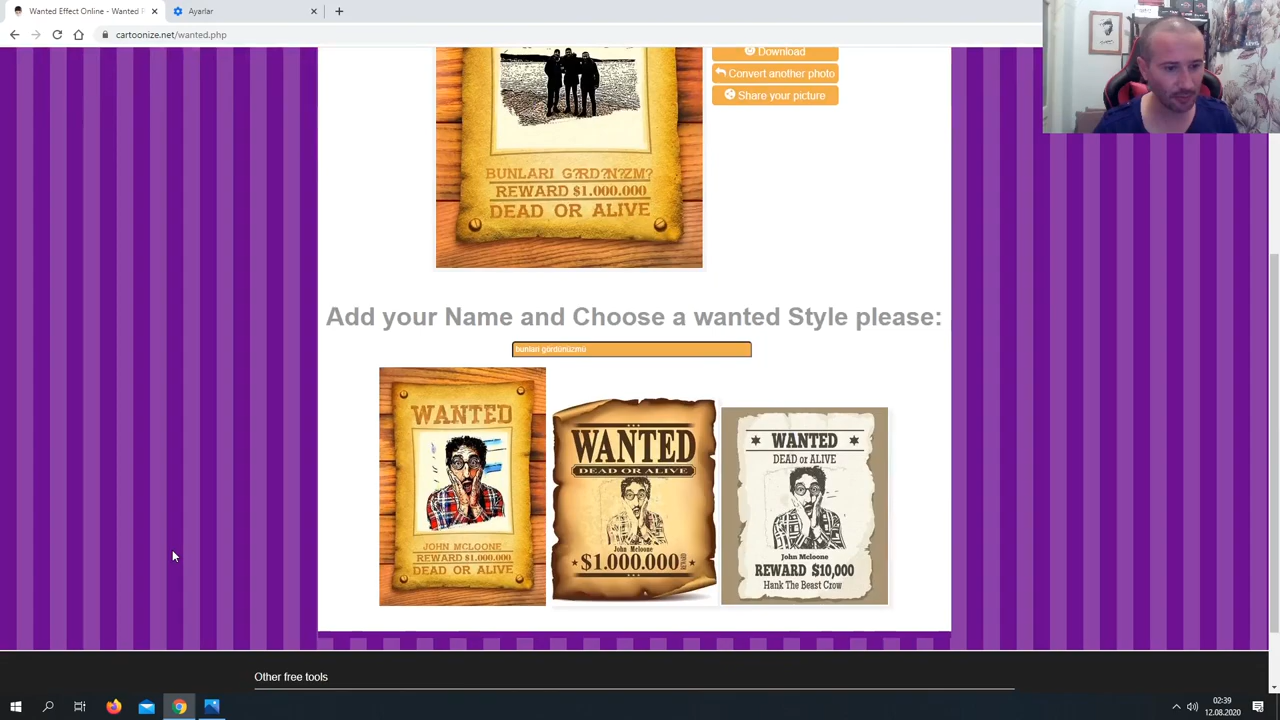 Wanted Effect Online - Wanted P
Ayarlar
cartoonize.net/wanted.php
Download
Convert another photo
Share your picture
BUNLARI G?RD?N?ZM?
REWARD $1.000.000
DEAD OR ALIVE
Add your Name and Choose a wanted Style please:
bunları gördünüzmü
WANTED
JOHN MCLOONE
REWARD $1.000.000
DEAD OR ALIVE
WANTED
DEAD OR ALIVE
John Mcloone
$1.000.000
WANTED
DEAD or ALIVE
John Mcloone
REWARD $10,000
Hank The Beast Crow
Other free tools
02:39
12.08.2020